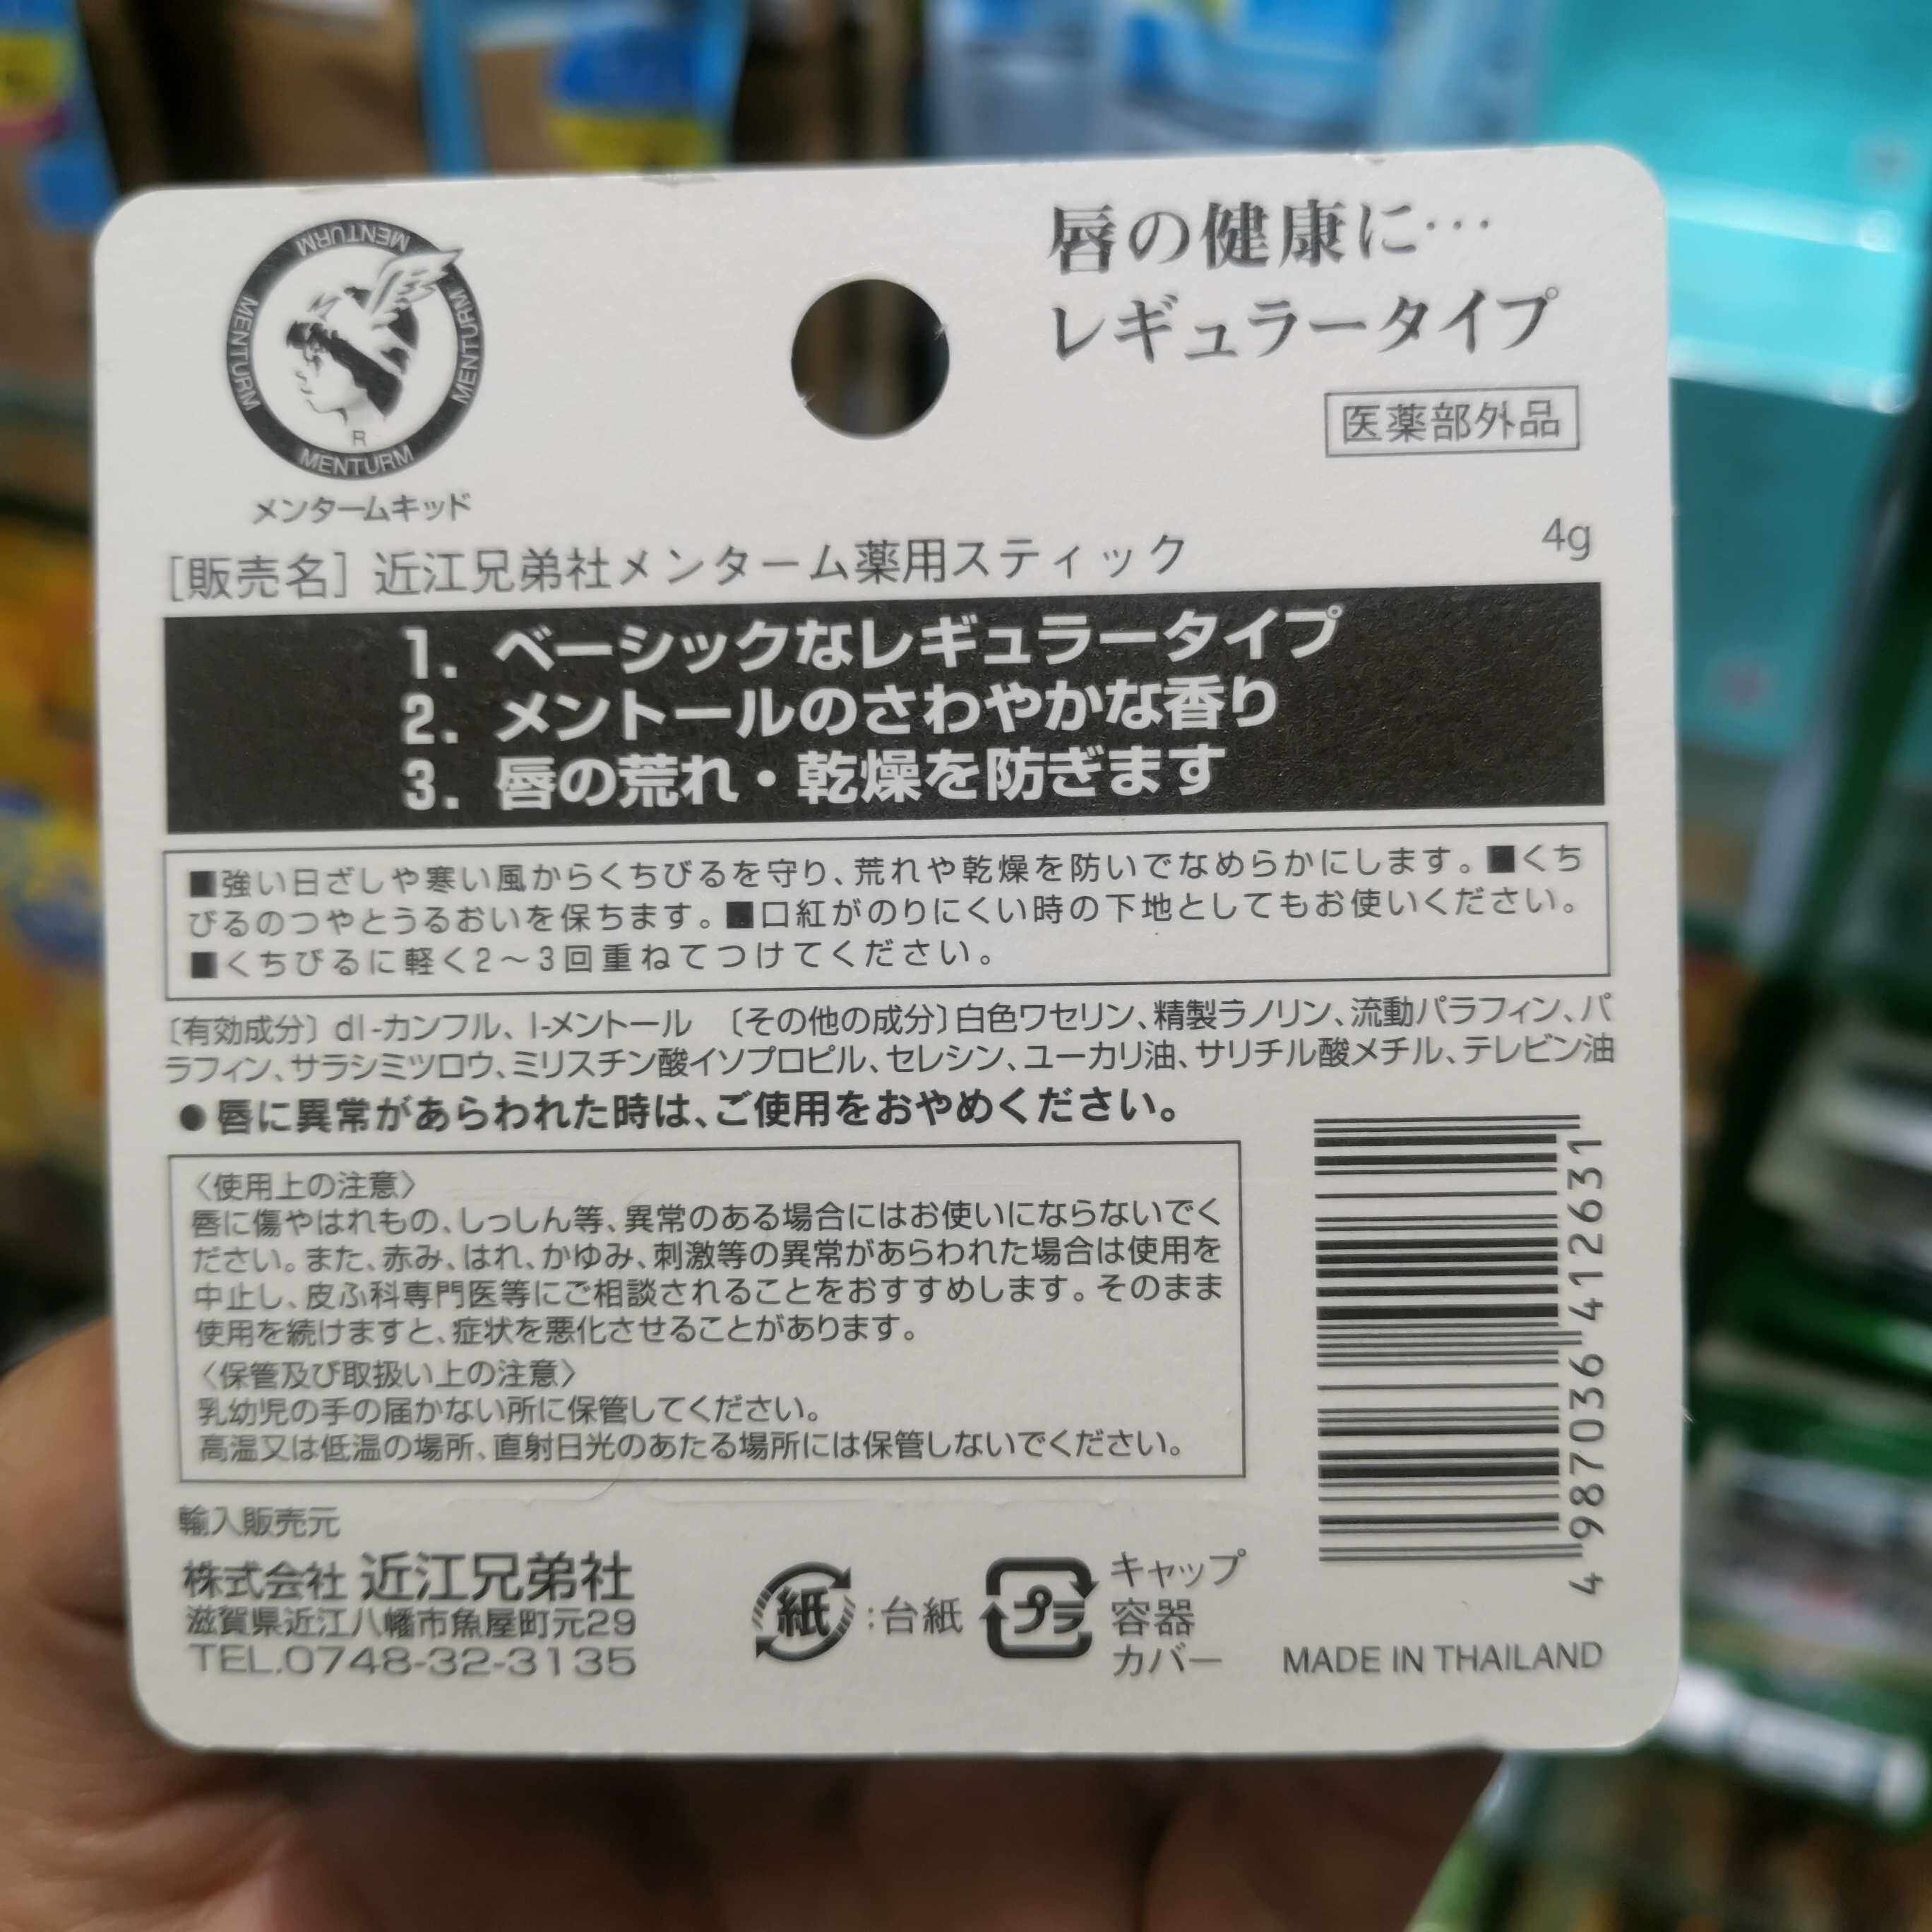 MENTURM
MENTURM
MENTURM
MENTURM
R
メンタームキッド
唇の健康に…
レギュラータイプ
医薬部外品
[販売名] 近江兄弟社メンターム薬用スティック
4g
1. ベーシックなレギュラータイプ
2. メントールのさわやかな香り
3. 唇の荒れ・乾燥を防ぎます
■強い日ざしや寒い風からくちびるを守り、荒れや乾燥を防いでなめらかにします。■くち
びるのつやとうるおいを保ちます。■口紅がのりにくい時の下地としてもお使いください。
■くちびるに軽く2～3回重ねてつけてください。
〔有効成分〕dl-カンフル、l-メントール 〔その他の成分〕白色ワセリン、精製ラノリン、流動パラフィン、パ
ラフィン、サラシミツロウ、ミリスチン酸イソプロピル、セレシン、ユーカリ油、サリチル酸メチル、テレビン油
●唇に異常があらわれた時は、ご使用をおやめください。
〈使用上の注意〉
唇に傷やはれもの、しっしん等、異常のある場合にはお使いにならないでく
ださい。また、赤み、はれ、かゆみ、刺激等の異常があらわれた場合は使用を
中止し、皮ふ科専門医等にご相談されることをおすすめします。そのまま
使用を続けますと、症状を悪化させることがあります。
〈保管及び取扱い上の注意〉
乳幼児の手の届かない所に保管してください。
高温又は低温の場所、直射日光のあたる場所には保管しないでください。
輸入販売元
株式会社 近江兄弟社
滋賀県近江八幡市魚屋町元29
TEL.0748-32-3135
紙:台紙
プラ
キャップ
容器
カバー
4 987036 412631
MADE IN THAILAND